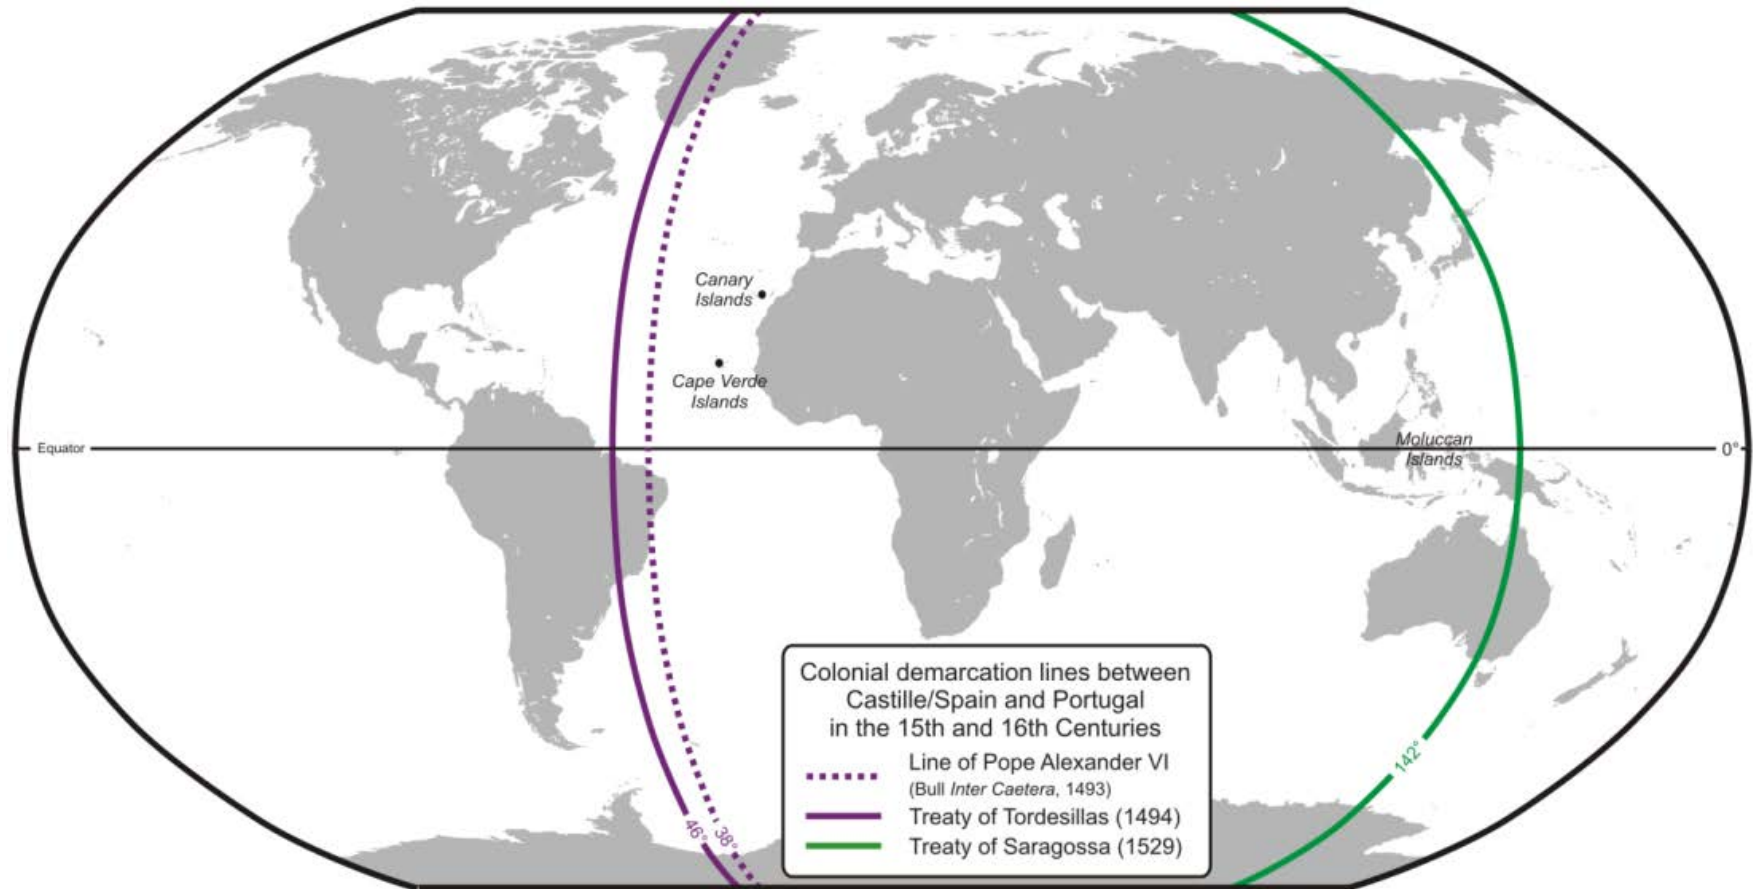 Canary
Islands
Cape Verde
Islands
Equator
Moluccan
Islands
0°
Colonial demarcation lines between
Castille/Spain and Portugal
in the 15th and 16th Centuries
Line of Pope Alexander VI
(Bull Inter Caetera, 1493)
Treaty of Tordesillas (1494)
Treaty of Saragossa (1529)
46°
38°
142°